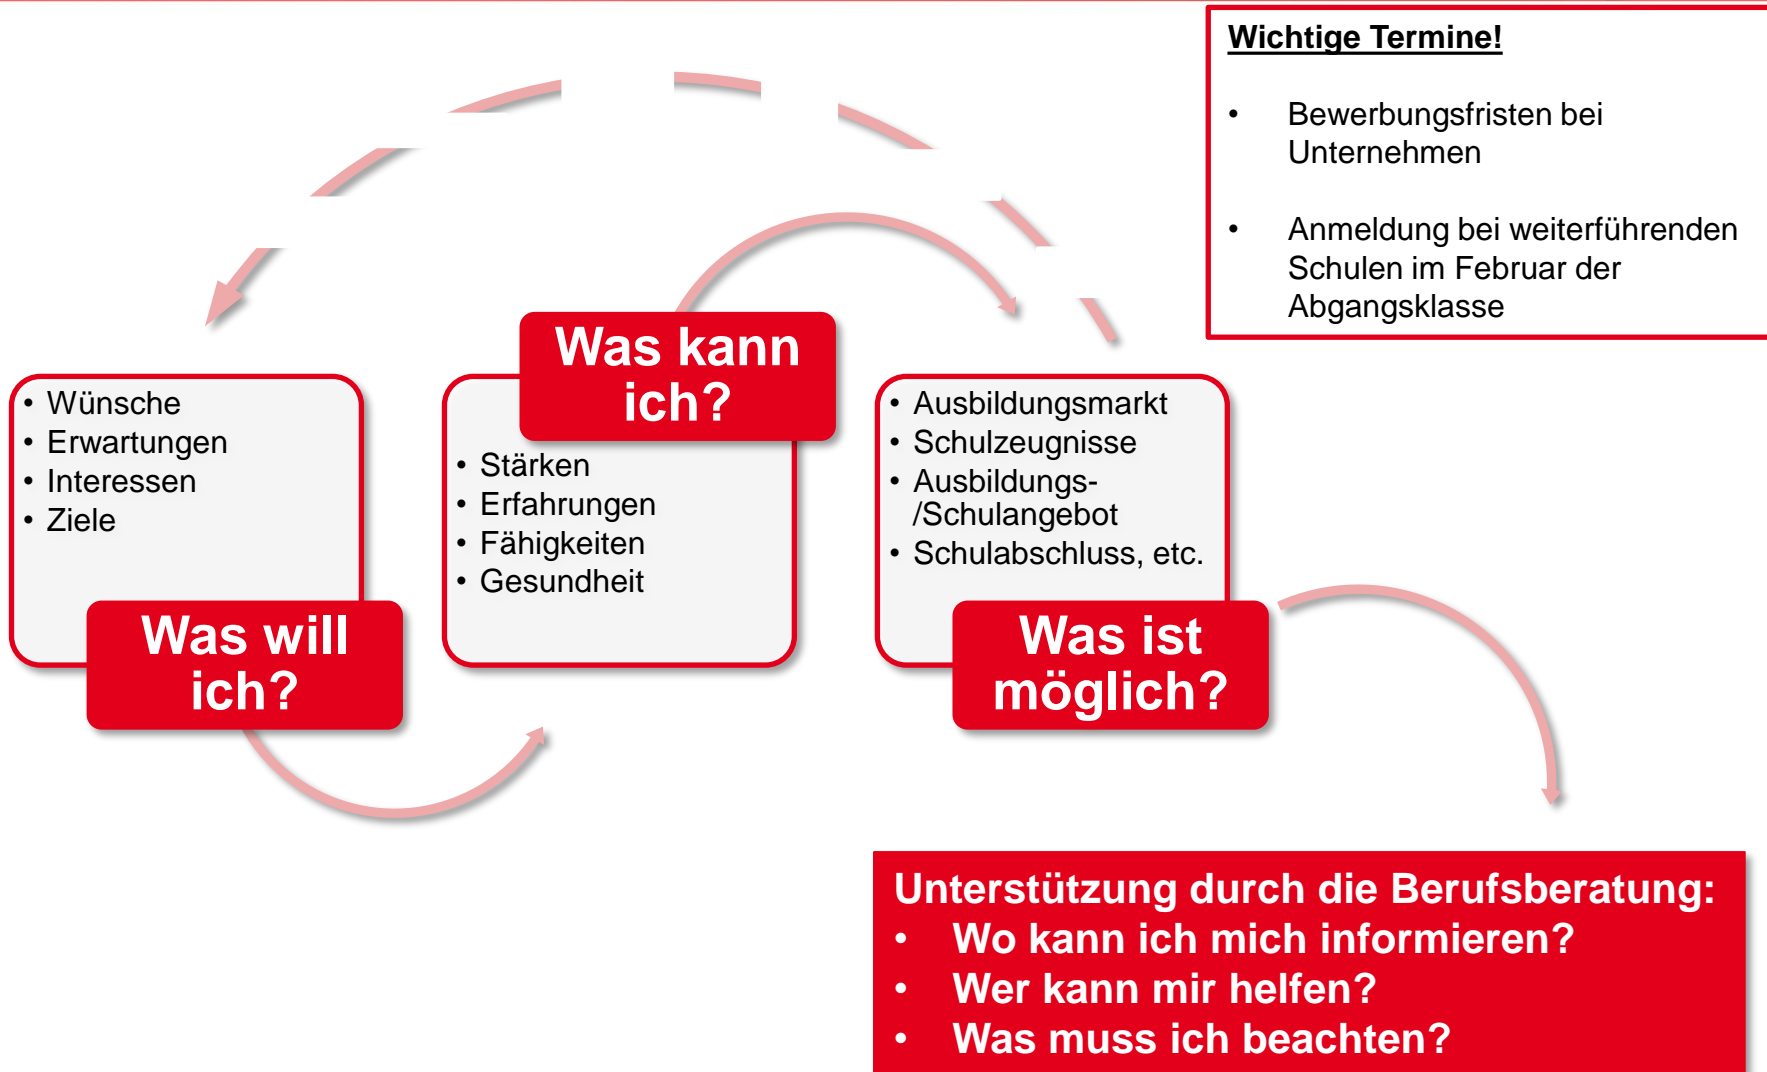 Wichtige Termine!
• Bewerbungsfristen bei
Unternehmen
• Anmeldung bei weiterführenden
Schulen im Februar der
Abgangsklasse
• Wünsche
• Erwartungen
• Interessen
• Ziele
Was will
ich?
Was kann
ich?
• Stärken
• Erfahrungen
• Fähigkeiten
• Gesundheit
• Ausbildungsmarkt
• Schulzeugnisse
• Ausbildungs-
/Schulangebot
• Schulabschluss, etc.
Was ist
möglich?
Unterstützung durch die Berufsberatung:
• Wo kann ich mich informieren?
• Wer kann mir helfen?
• Was muss ich beachten?